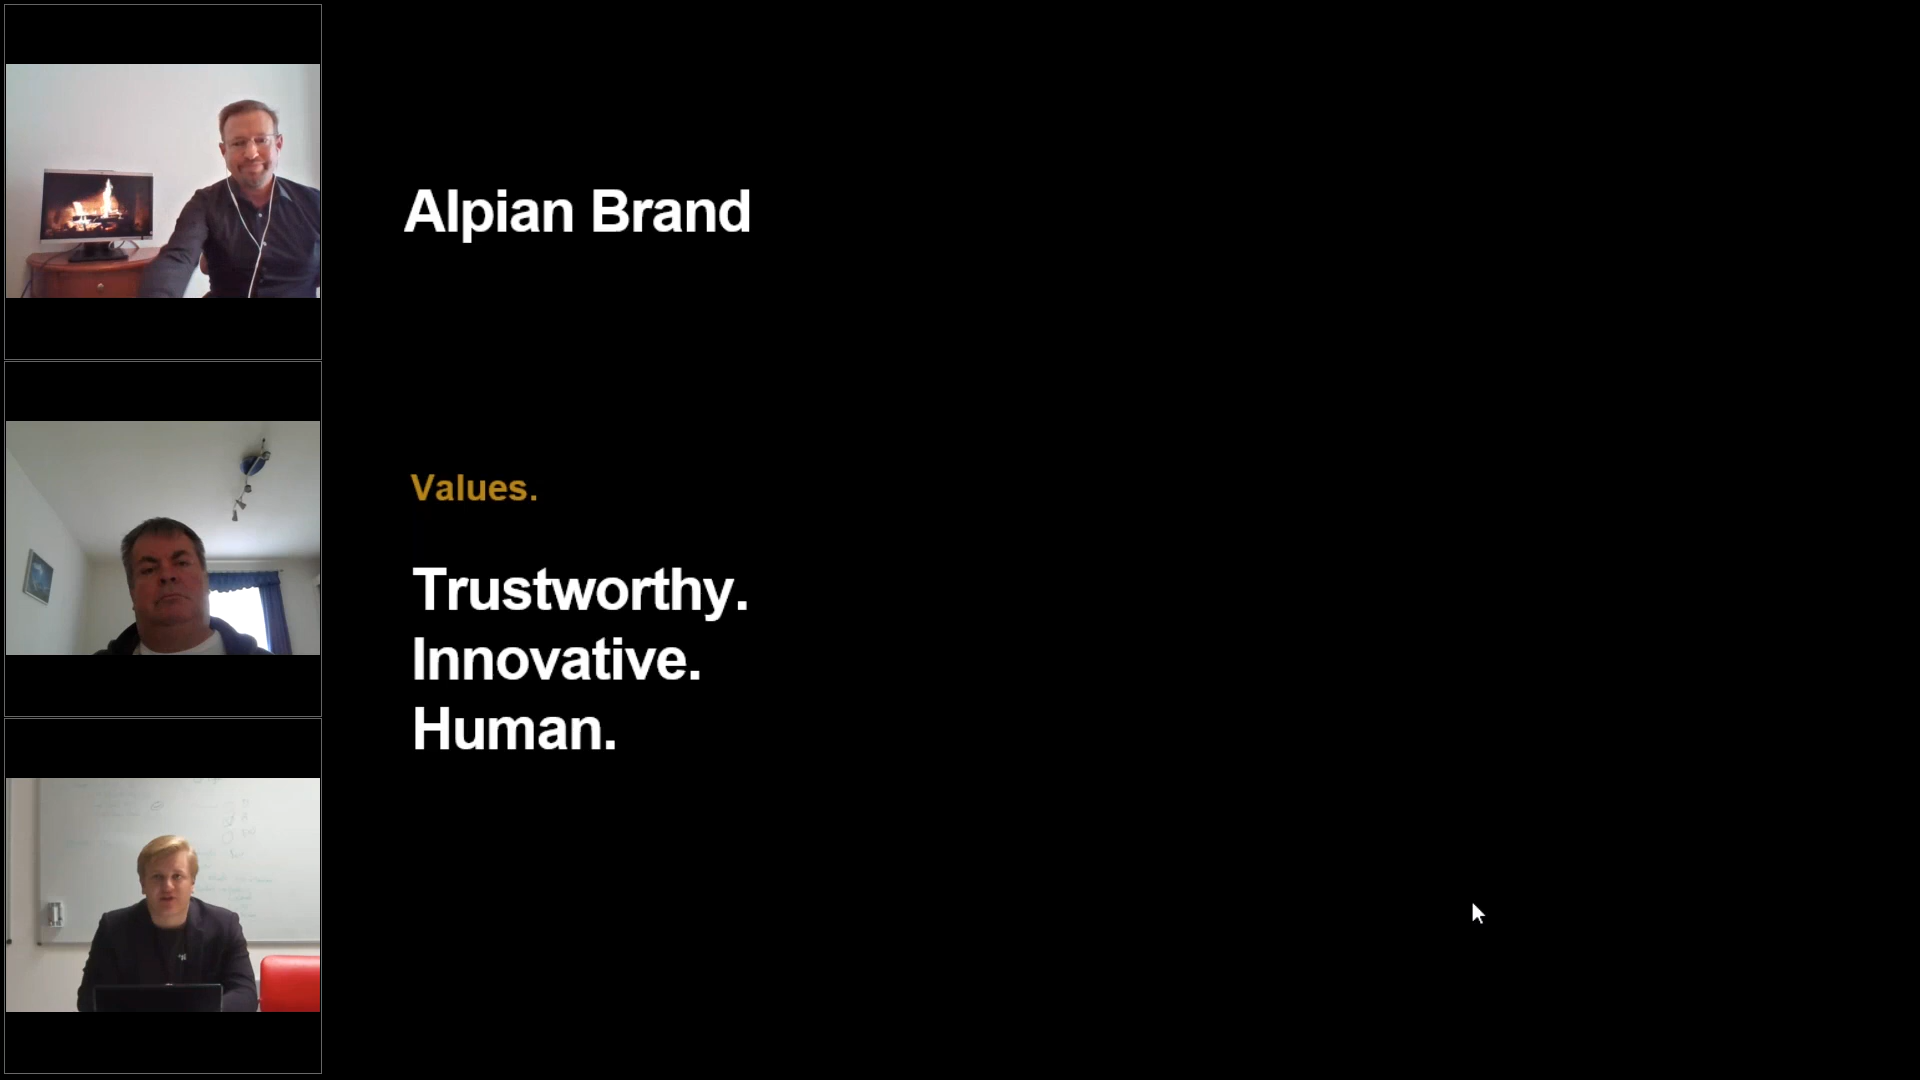 Alpian Brand
Values.
Trustworthy.
Innovative.
Human.